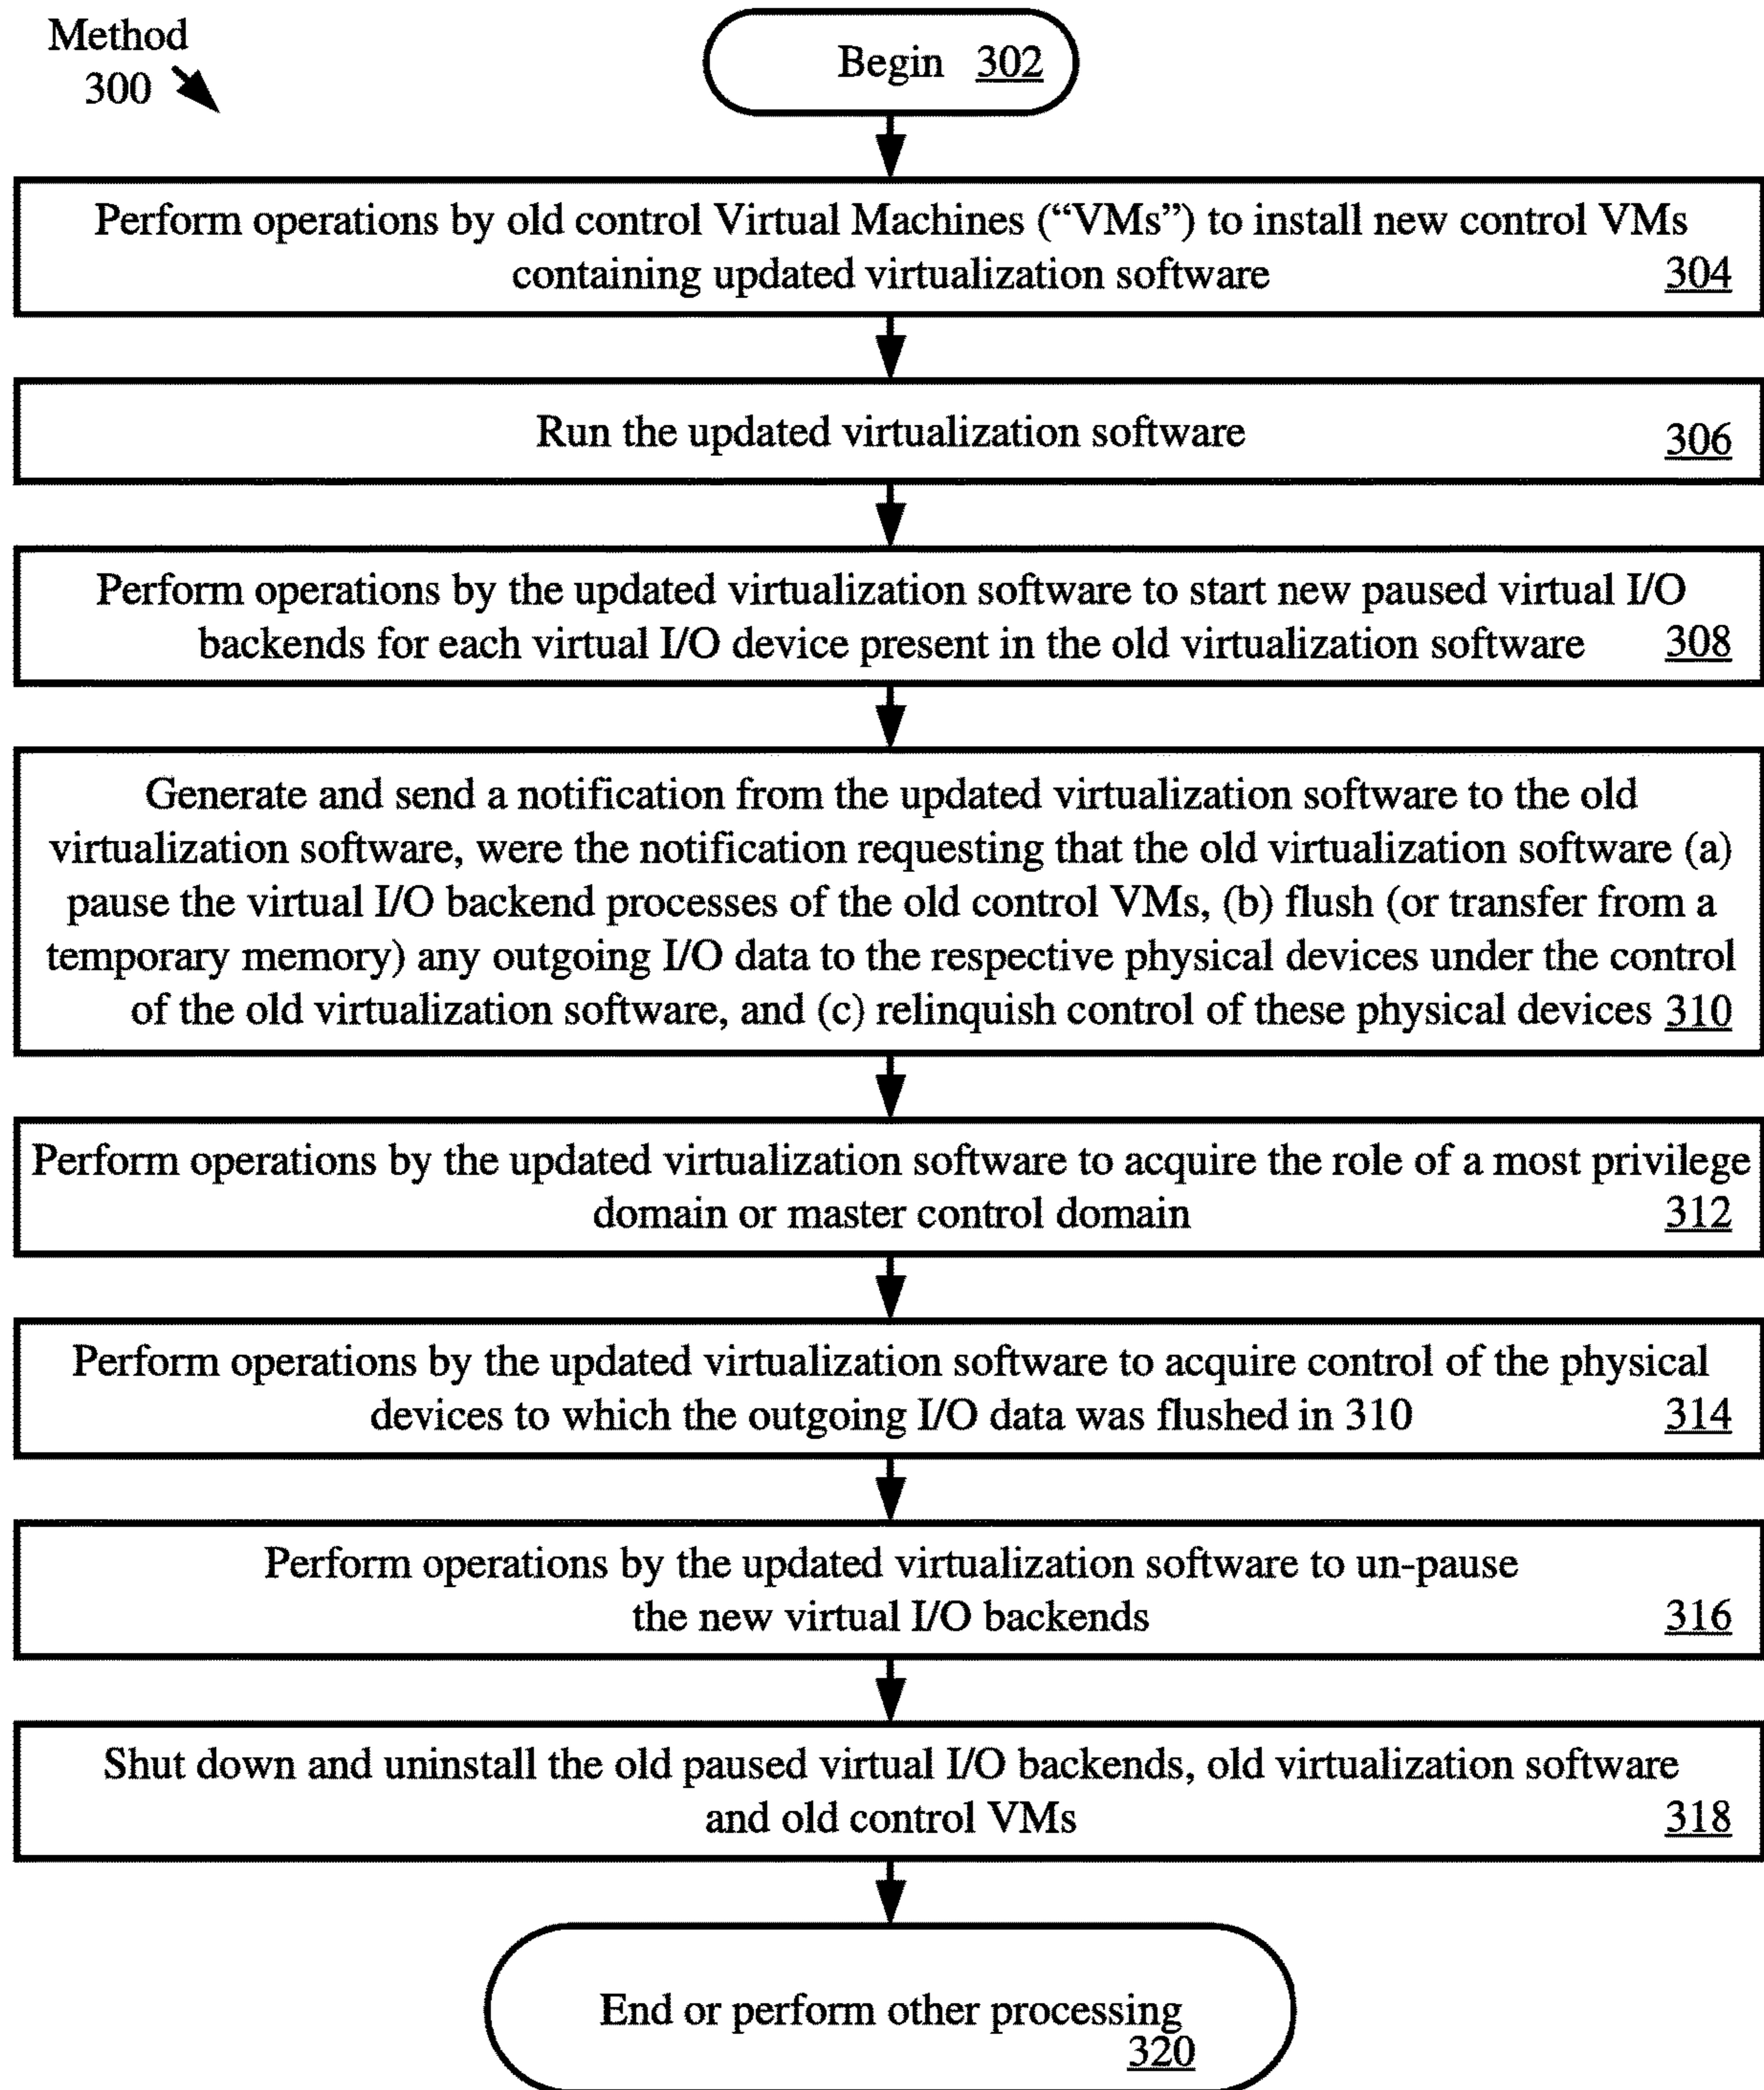 Method
300
Begin 302
Perform operations by old control Virtual Machines (“VMs”) to install new control VMs
containing updated virtualization software 304
Run the updated virtualization software 306
Perform operations by the updated virtualization software to start new paused virtual I/O
backends for each virtual I/O device present in the old virtualization software 308
Generate and send a notification from the updated virtualization software to the old
virtualization software, were the notification requesting that the old virtualization software (a)
pause the virtual I/O backend processes of the old control VMs, (b) flush (or transfer from a
temporary memory) any outgoing I/O data to the respective physical devices under the control
of the old virtualization software, and (c) relinquish control of these physical devices 310
Perform operations by the updated virtualization software to acquire the role of a most privilege
domain or master control domain 312
Perform operations by the updated virtualization software to acquire control of the physical
devices to which the outgoing I/O data was flushed in 310 314
Perform operations by the updated virtualization software to un-pause
the new virtual I/O backends 316
Shut down and uninstall the old paused virtual I/O backends, old virtualization software
and old control VMs 318
End or perform other processing
320